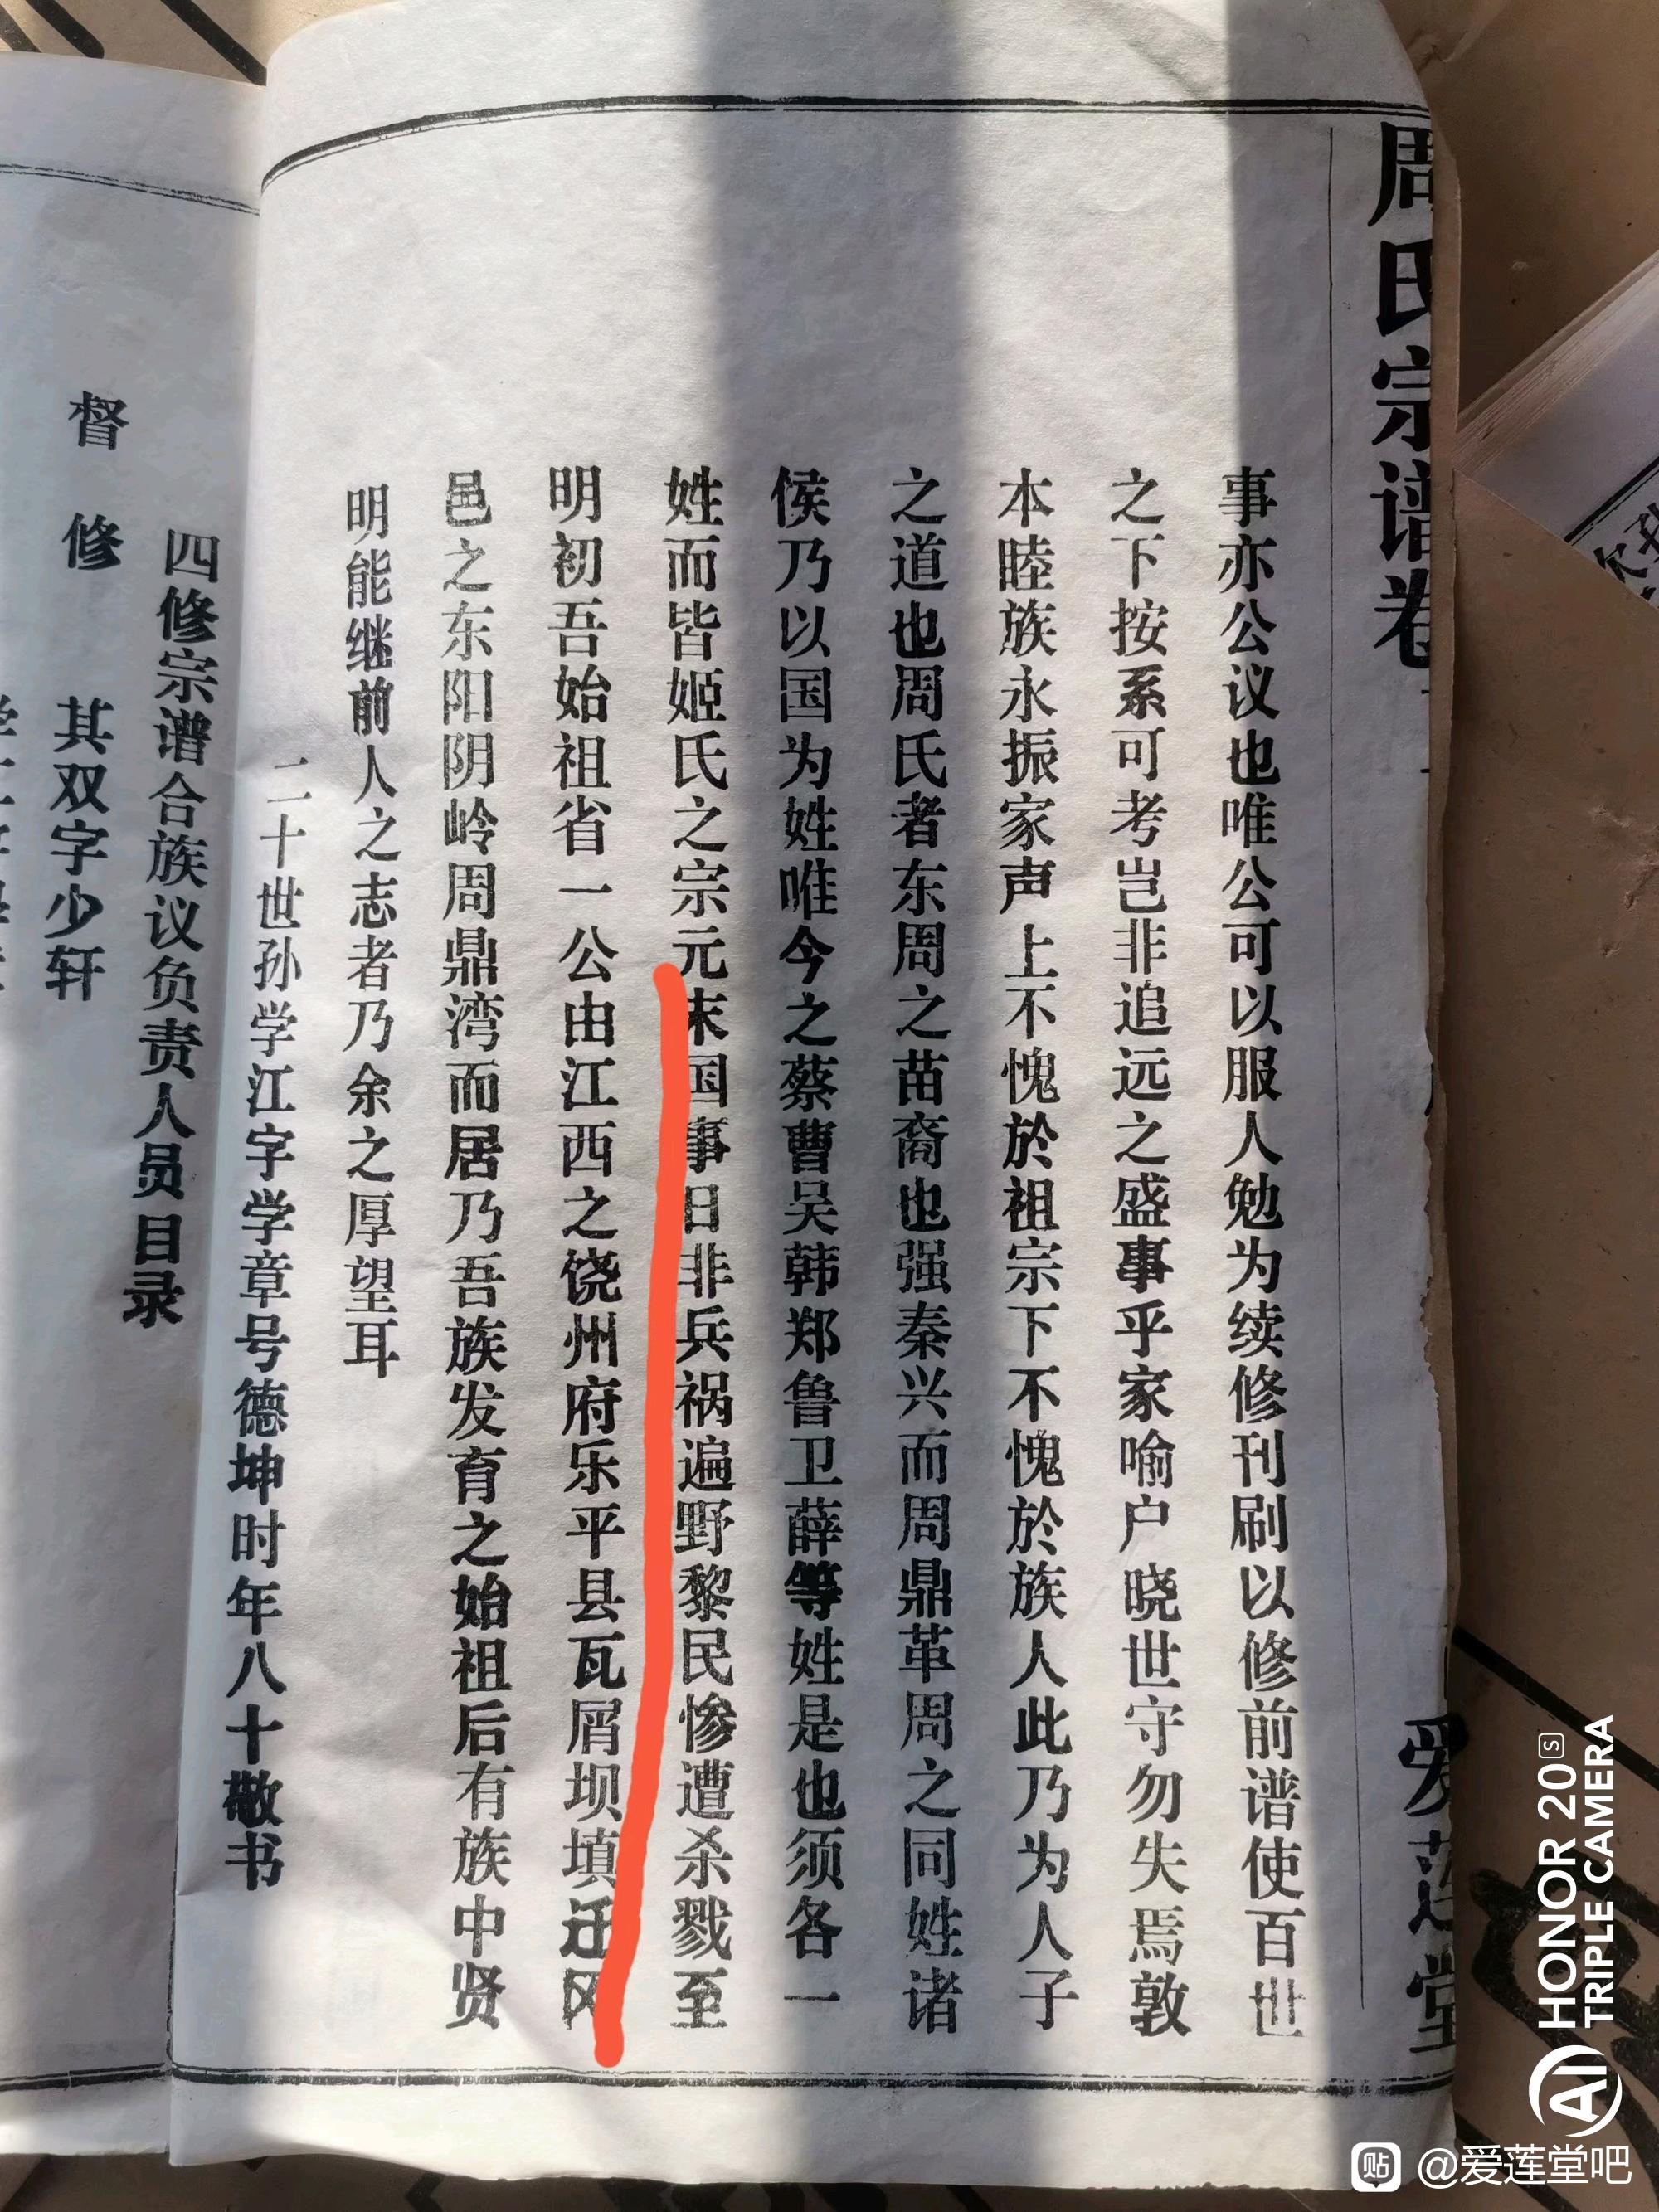 周氏宗谱卷
爱莲堂
事亦公议也唯公可以服人勉为续修刊刷以修前谱使百世
之下按系可考岂非追远之盛事乎家喻户晓世守勿失焉敦
本睦族永振家声上不愧於祖宗下不愧於族人此乃为人子
之道也周氏者东周之苗裔也强秦兴而周鼎革周之同姓诸
侯乃以国为姓唯今之蔡曹吴韩郑鲁卫薛等姓是也须各一
姓而皆姬氏之宗元末国事日非兵祸遍野黎民惨遭杀戮至
明初吾始祖省一公由江西之饶州府乐平县瓦屑坝填迁冈
邑之东阳阴岭周鼎湾而居乃吾族发育之始祖后有族中贤
明能继前人之志者乃余之厚望耳
二十世孙学江字学章号德坤时年八十敬书
四修宗谱合族议负责人员目录
督修 其双字少轩
HONOR 20S
TRIPLE CAMERA
AI
贴 @爱莲堂吧